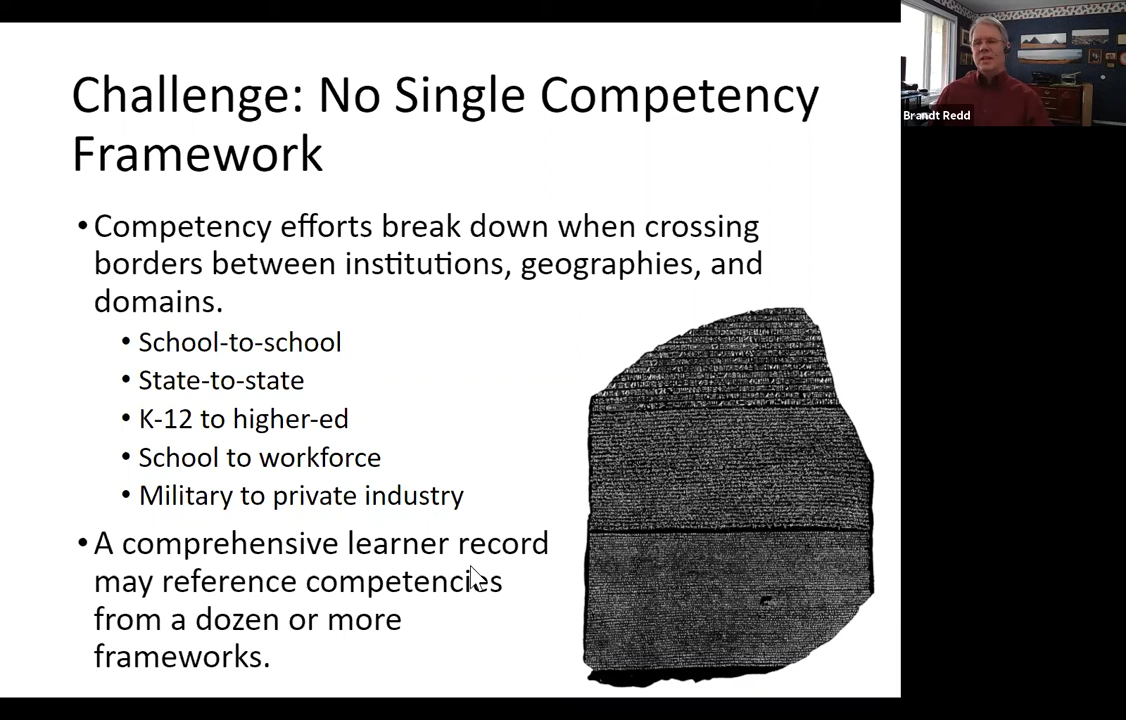 Challenge: No Single Competency
Framework
• Competency efforts break down when crossing
borders between institutions, geographies, and
domains.
• School-to-school
• State-to-state
• K-12 to higher-ed
• School to workforce
• Military to private industry
• A comprehensive learner record
may reference competencies
from a dozen or more
frameworks.
Brandt Redd